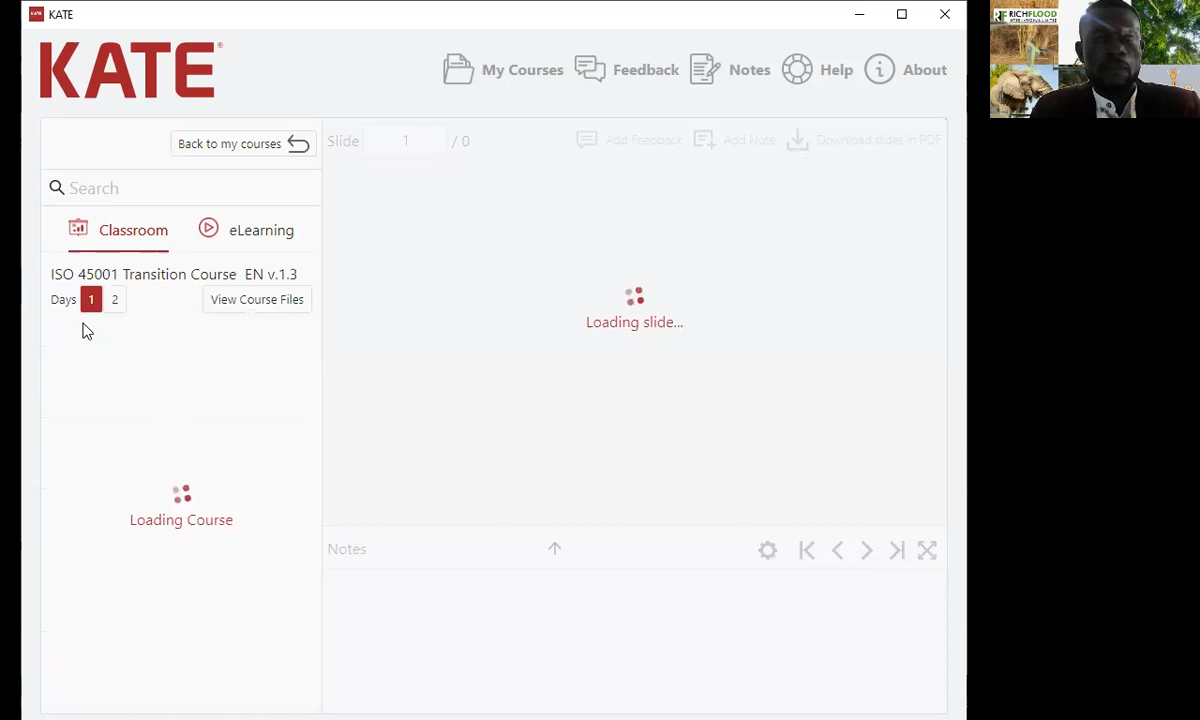 KATE
KATE
My Courses
Feedback
Notes
Help
About
Back to my courses
Slide 1 / 0
Add Feedback
Add Note
Download slides in PDF
Search
Classroom
eLearning
ISO 45001 Transition Course EN v.1.3
Days 1 2
View Course Files
Loading slide...
Loading Course
Notes
RF RICHFLOOD